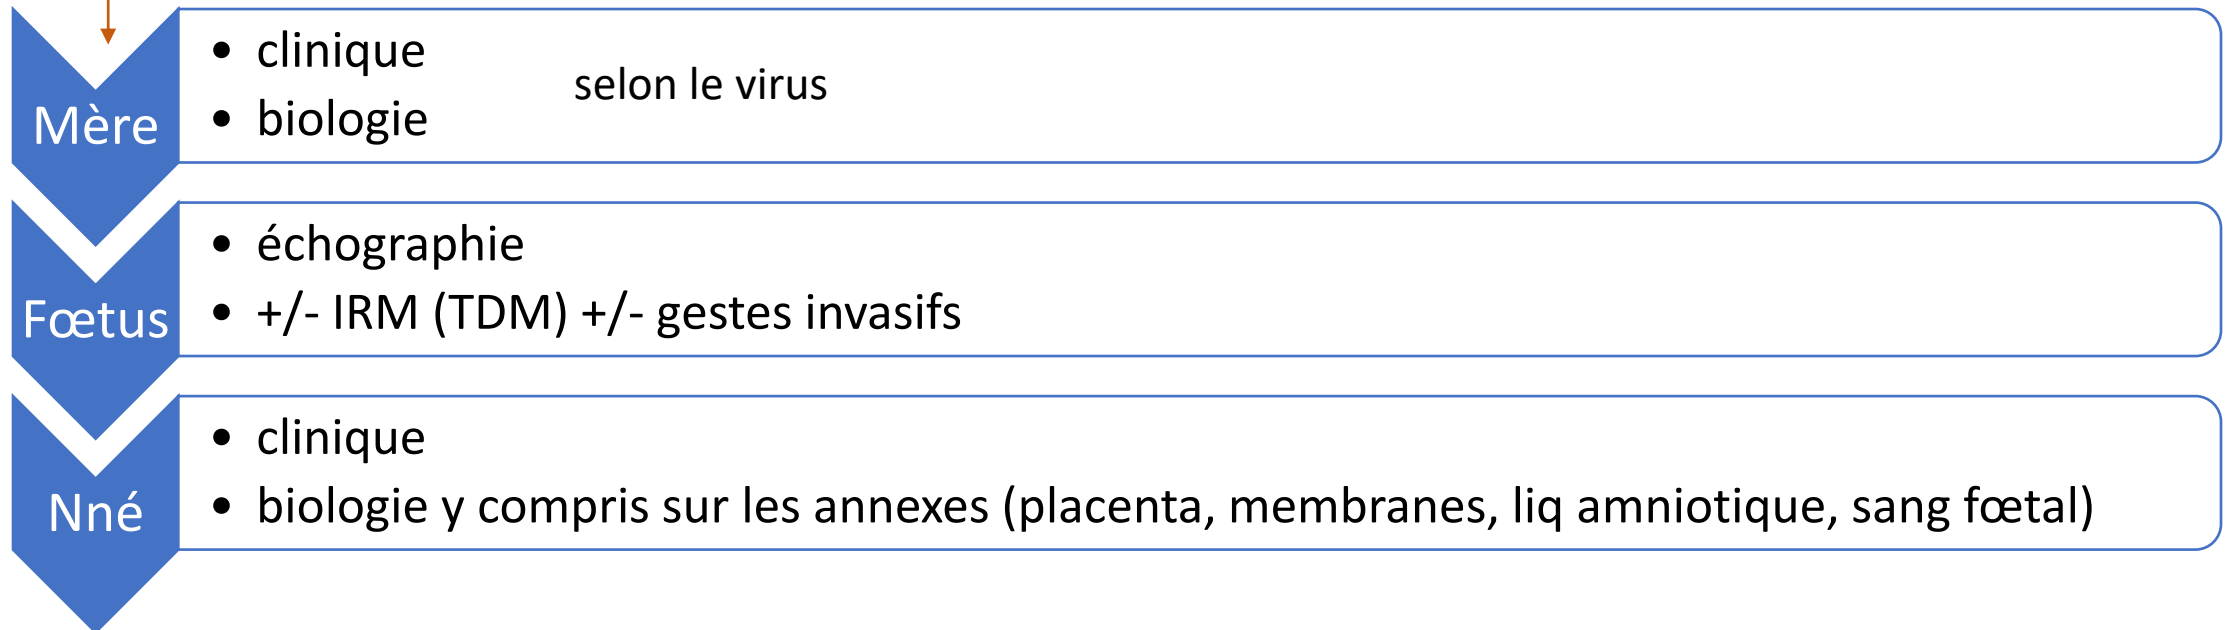 Mère
• clinique
• biologie
selon le virus
Fœtus
• échographie
• +/- IRM (TDM) +/- gestes invasifs
Nné
• clinique
• biologie y compris sur les annexes (placenta, membranes, liq amniotique, sang fœtal)